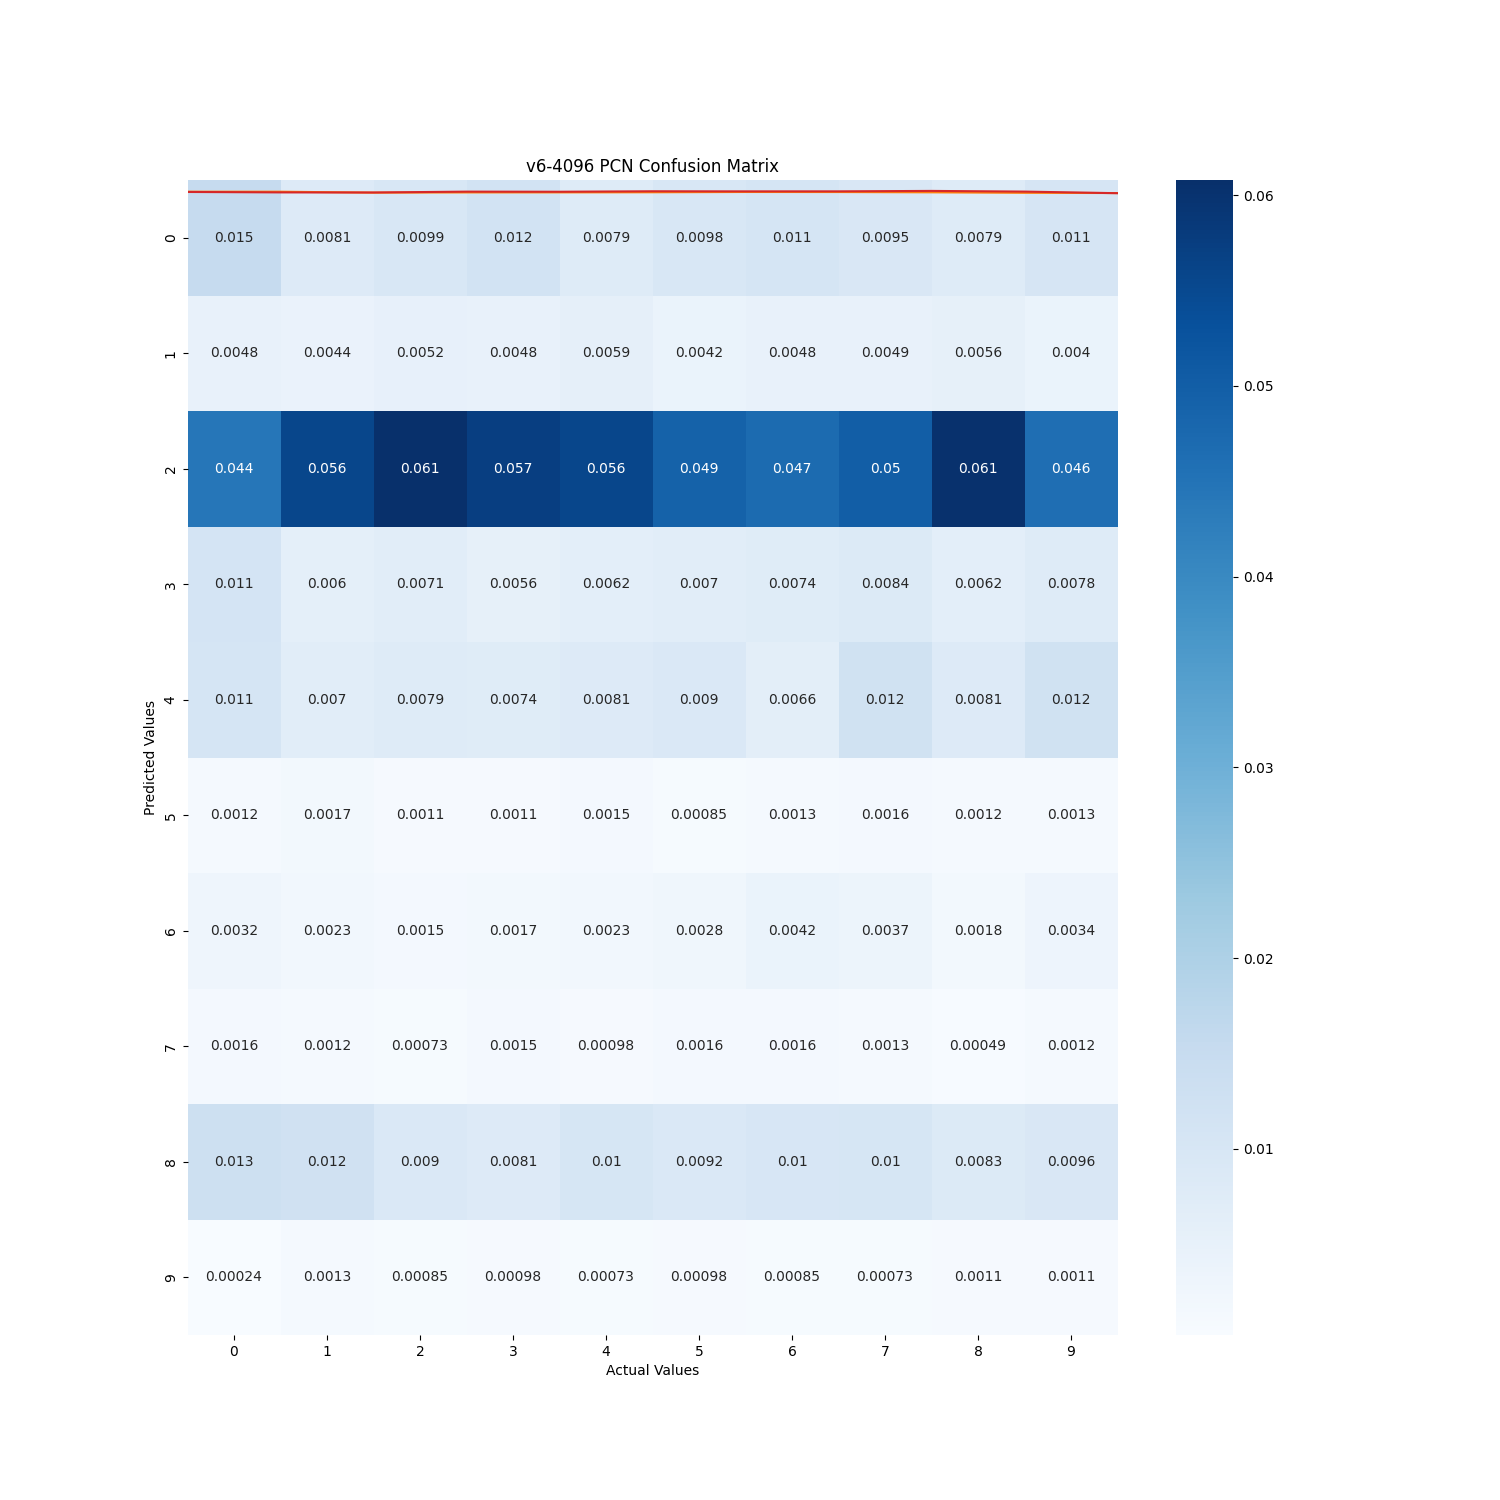 v6-4096 PCN Confusion Matrix
0.06
0 0.015 0.0081 0.0099 0.012 0.0079 0.0098 0.011 0.0095 0.0079 0.011
1 0.0048 0.0044 0.0052 0.0048 0.0059 0.0042 0.0048 0.0049 0.0056 0.004
0.05
2 0.044 0.056 0.061 0.057 0.056 0.049 0.047 0.05 0.061 0.046
0.04
3 0.011 0.006 0.0071 0.0056 0.0062 0.007 0.0074 0.0084 0.0062 0.0078
4 0.011 0.007 0.0079 0.0074 0.0081 0.009 0.0066 0.012 0.0081 0.012
Predicted Values
0.03
5 0.0012 0.0017 0.0011 0.0011 0.0015 0.00085 0.0013 0.0016 0.0012 0.0013
6 0.0032 0.0023 0.0015 0.0017 0.0023 0.0028 0.0042 0.0037 0.0018 0.0034
0.02
7 0.0016 0.0012 0.00073 0.0015 0.00098 0.0016 0.0016 0.0013 0.00049 0.0012
0.01
8 0.013 0.012 0.009 0.0081 0.01 0.0092 0.01 0.01 0.0083 0.0096
9 0.00024 0.0013 0.00085 0.00098 0.00073 0.00098 0.00085 0.00073 0.0011 0.0011
0 1 2 3 4 5 6 7 8 9
Actual Values